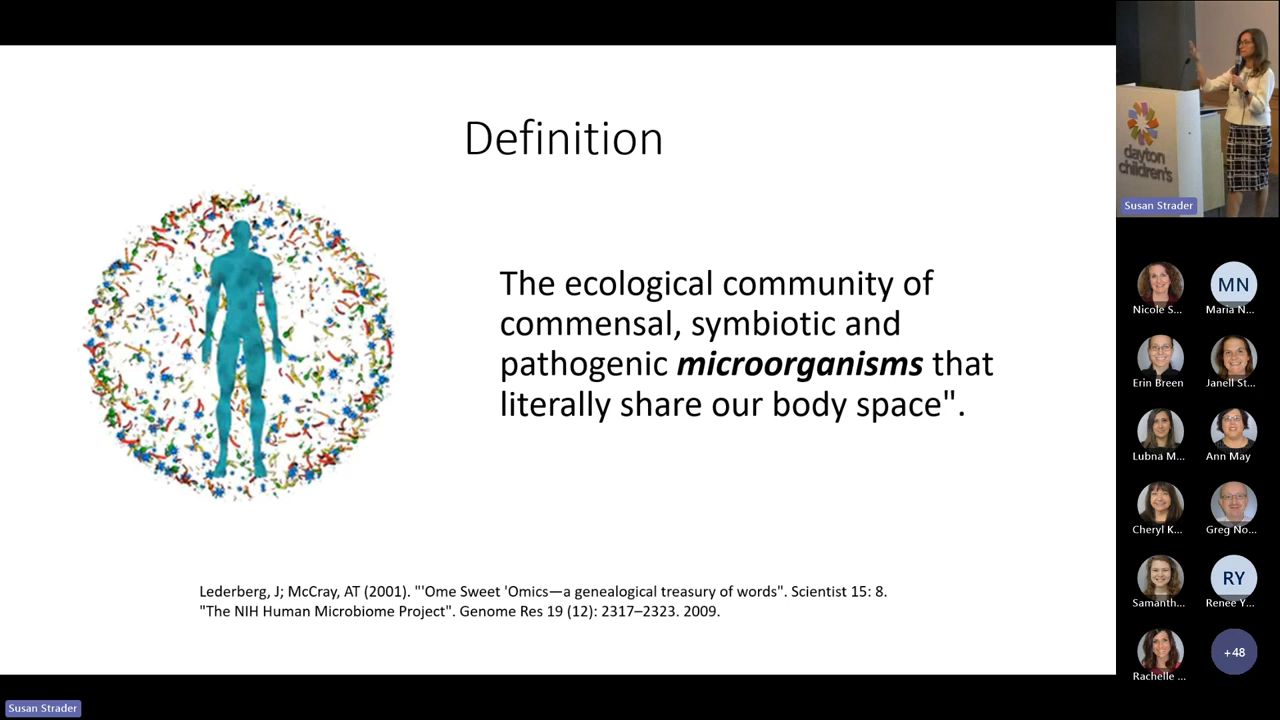 Definition
The ecological community of
commensal, symbiotic and
pathogenic microorganisms that
literally share our body space".
Lederberg, J; McCray, AT (2001). "'Ome Sweet 'Omics—a genealogical treasury of words". Scientist 15: 8.
"The NIH Human Microbiome Project". Genome Res 19 (12): 2317–2323. 2009.
dayton
children's
Susan Strader
Nicole S...
MN
Maria N...
Erin Breen
Janell St...
Lubna M...
Ann May
Cheryl K...
Greg No...
Samanth...
RY
Renee Y...
Rachelle ...
+48
Susan Strader